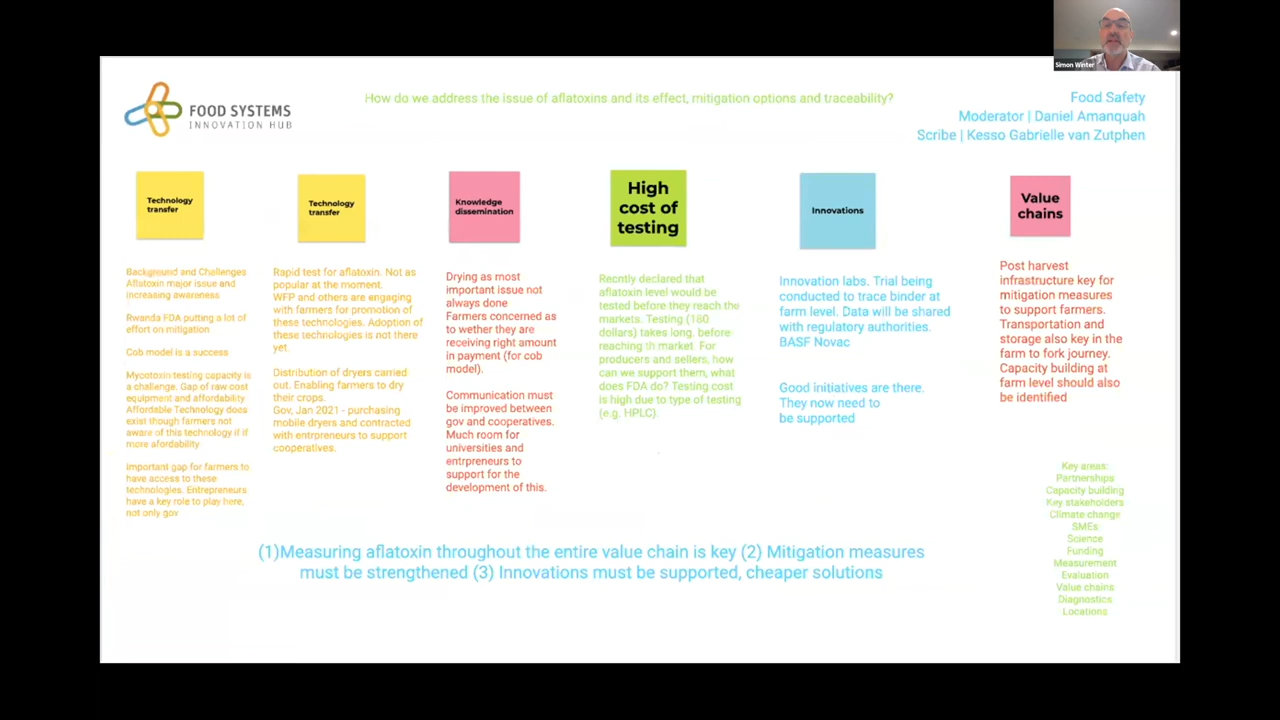 Simon Winter
FOOD SYSTEMS
INNOVATION HUB
How do we address the issue of aflatoxins and its effect, mitigation options and traceability?
Food Safety
Moderator | Daniel Amanquah
Scribe | Kesso Gabrielle van Zutphen
Technology
transfer
Background and Challenges
Aflatoxin major issue and
increasing awareness
Rwanda FDA putting a lot of
effort on mitigation
Cob model is a success
Mycotoxin testing capacity is
a challenge. Gap of raw cost
equipment and affordability
Affordable Technology does
exist though farmers not
aware of this technology if if
more afordability
Important gap for farmers to
have access to these
technologies. Entrepreneurs
have a key role to play here,
not only gov
Technology
transfer
Rapid test for aflatoxin. Not as
popular at the moment.
WFP and others are engaging
with farmers for promotion of
these technologies. Adoption of
these technologies is not there
yet.
Distribution of dryers carried
out. Enabling farmers to dry
their crops.
Gov, Jan 2021 - purchasing
mobile dryers and contracted
with entrpreneurs to support
cooperatives.
Knowledge
dissemination
Drying as most
important issue not
always done
Farmers concerned as
to wether they are
receiving right amount
in payment (for cob
model).
Communication must
be improved between
gov and cooperatives.
Much room for
universities and
entrpreneurs to
support for the
development of this.
High
cost of
testing
Recntly declared that
aflatoxin level would be
tested before they reach the
markets. Testing (180
dollars) takes long. before
reaching th market. For
producers and sellers, how
can we support them, what
does FDA do? Testing cost
is high due to type of testing
(e.g. HPLC)
Innovations
Innovation labs. Trial being
conducted to trace binder at
farm level. Data will be shared
with regulatory authorities.
BASF Novac
Good initiatives are there.
They now need to
be supported
Value
chains
Post harvest
infrastructure key for
mitigation measures
to support farmers.
Transportation and
storage also key in the
farm to fork journey.
Capacity building at
farm level should also
be identified
Key areas:
Partnerships
Capacity building
Key stakeholders
Climate change
SMEs
Science
Funding
Measurement
Evaluation
Value chains
Diagnostics
Locations
(1)Measuring aflatoxin throughout the entire value chain is key (2) Mitigation measures
must be strengthened (3) Innovations must be supported, cheaper solutions